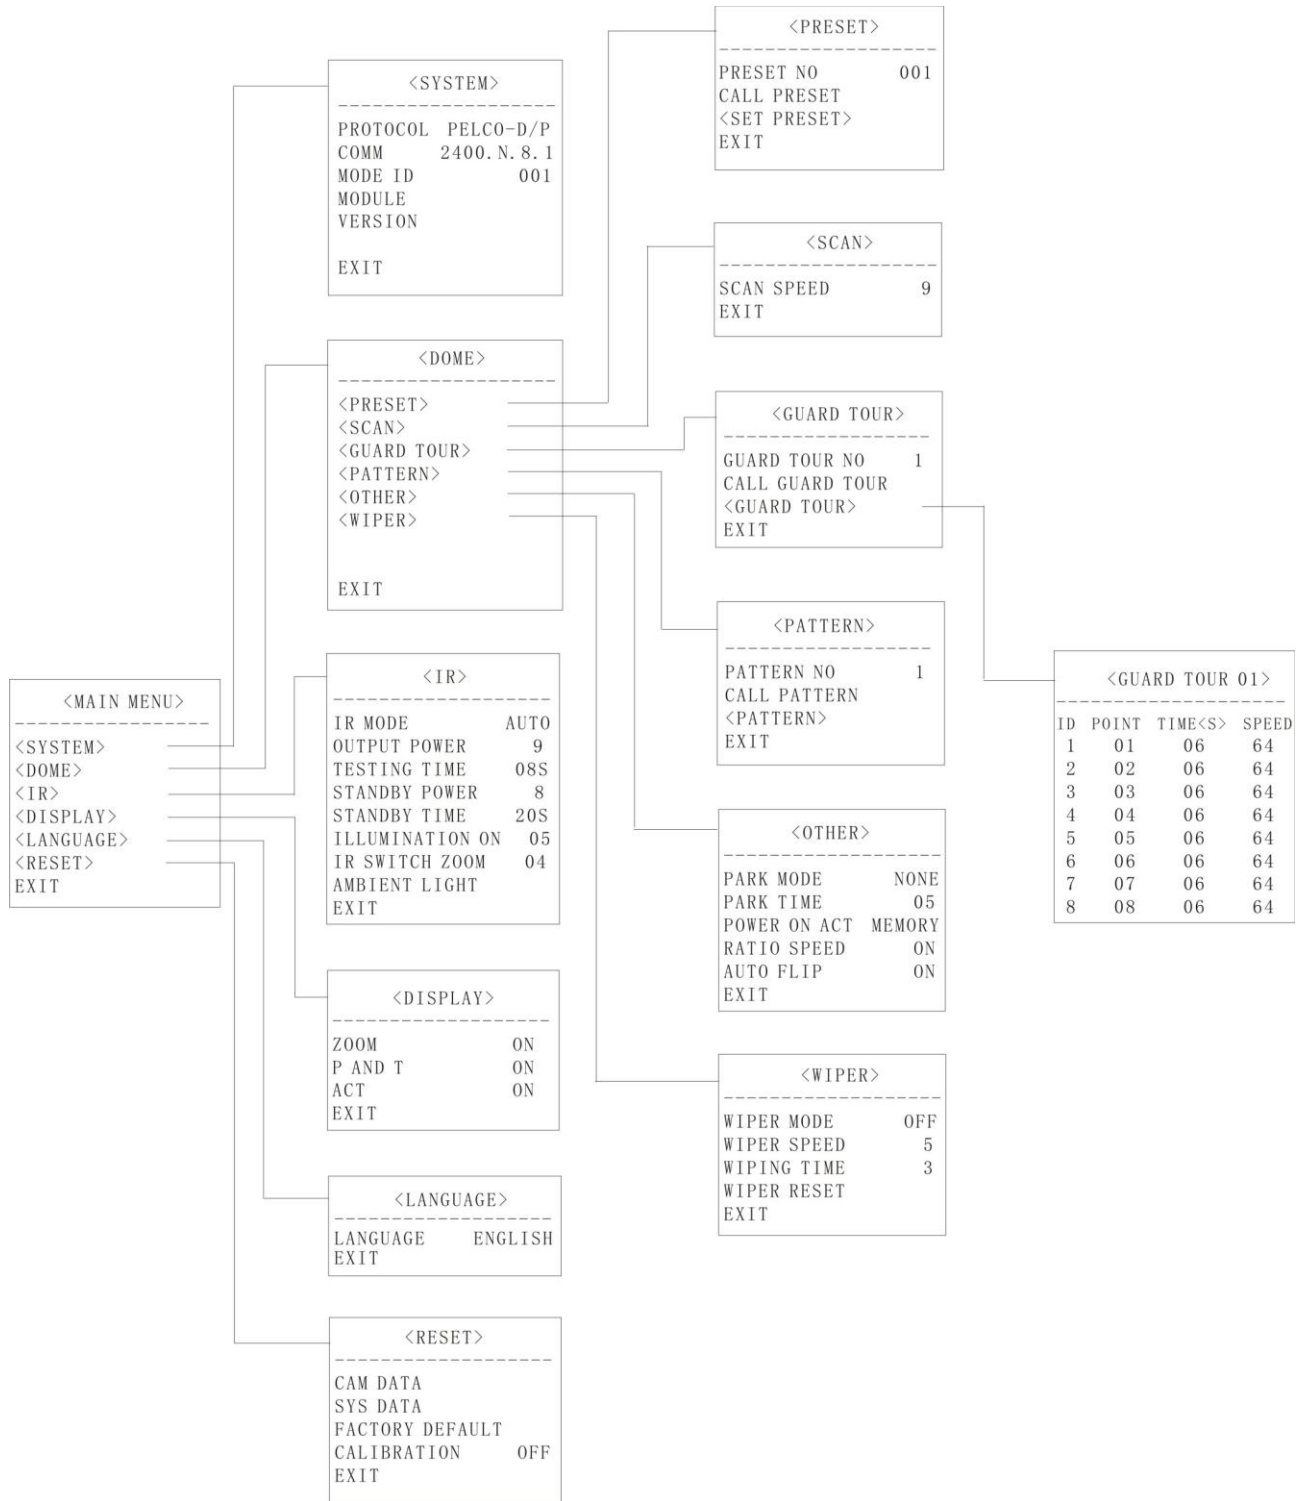 <MAIN MENU>
<SYSTEM>
<DOME>
<IR>
<DISPLAY>
<LANGUAGE>
<RESET>
EXIT
<SYSTEM>
PROTOCOL PELCO-D/P
COMM 2400.N.8.1
MODE ID 001
MODULE
VERSION
EXIT
<DOME>
<PRESET>
<SCAN>
<GUARD TOUR>
<PATTERN>
<OTHER>
<WIPER>
EXIT
<IR>
IR MODE AUTO
OUTPUT POWER 9
TESTING TIME 08S
STANDBY POWER 8
STANDBY TIME 20S
ILLUMINATION ON 05
IR SWITCH ZOOM 04
AMBIENT LIGHT
EXIT
<DISPLAY>
ZOOM ON
P AND T ON
ACT ON
EXIT
<LANGUAGE>
LANGUAGE ENGLISH
EXIT
<RESET>
CAM DATA
SYS DATA
FACTORY DEFAULT
CALIBRATION OFF
EXIT
<PRESET>
PRESET NO 001
CALL PRESET
<SET PRESET>
EXIT
<SCAN>
SCAN SPEED 9
EXIT
<GUARD TOUR>
GUARD TOUR NO 1
CALL GUARD TOUR
<GUARD TOUR>
EXIT
<PATTERN>
PATTERN NO 1
CALL PATTERN
<PATTERN>
EXIT
<OTHER>
PARK MODE NONE
PARK TIME 05
POWER ON ACT MEMORY
RATIO SPEED ON
AUTO FLIP ON
EXIT
<WIPER>
WIPER MODE OFF
WIPER SPEED 5
WIPING TIME 3
WIPER RESET
EXIT
<GUARD TOUR 01>
ID POINT TIME<S> SPEED
1 01 06 64
2 02 06 64
3 03 06 64
4 04 06 64
5 05 06 64
6 06 06 64
7 07 06 64
8 08 06 64